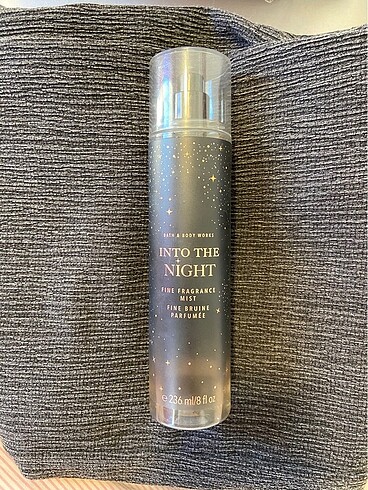 BATH & BODY WORKS
INTO THE
NIGHT
FINE FRAGRANCE
MIST
FINE BRUINE
PARFUMÉE
℮ 236 ml/8 fl oz